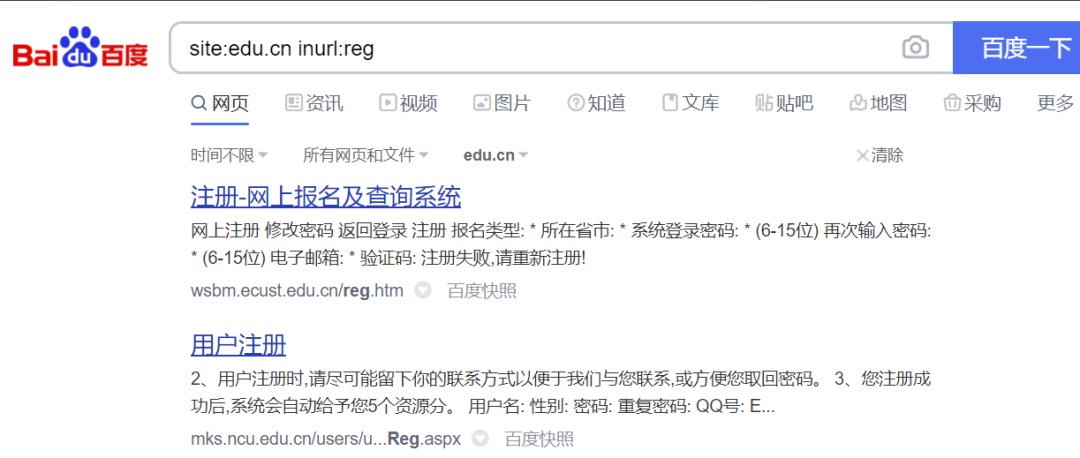 Bai du 百度 site:edu.cn inurl:reg 百度一下
网页 资讯 视频 图片 知道 文库 贴吧 地图 采购 更多
时间不限 所有网页和文件 edu.cn 清除
注册-网上报名及查询系统
网上注册 修改密码 返回登录 注册 报名类型: * 所在省市: * 系统登录密码: * (6-15位) 再次输入密码:
* (6-15位) 电子邮箱: * 验证码: 注册失败,请重新注册!
wsbm.ecust.edu.cn/reg.htm 百度快照
用户注册
2、用户注册时,请尽可能留下你的联系方式以便于我们与您联系,或方便您取回密码。 3、您注册成
功后,系统会自动给予您5个资源分。 用户名: 性别: 密码: 重复密码: QQ号: E...
mks.ncu.edu.cn/users/u...Reg.aspx 百度快照